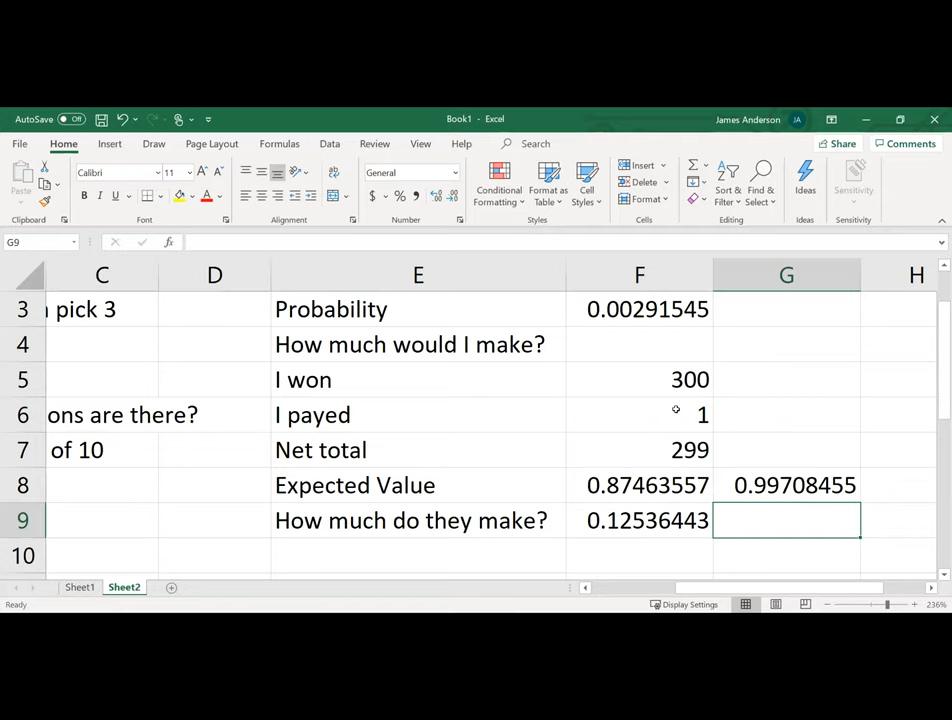 AutoSave Off Book1 - Excel James Anderson JA
File Home Insert Draw Page Layout Formulas Data Review View Help Search Share Comments
Paste Calibri 11 A A General Conditional Formatting Format as Table Cell Styles Insert Delete Format Sort & Filter Find & Select Ideas Sensitivity
B I U A $ % ,
Clipboard Font Alignment Number Styles Cells Editing Ideas Sensitivity
G9 fx
C D E F G H
3 pick 3 Probability 0.00291545
4 How much would I make?
5 I won 300
6 ons are there? I payed 1
7 of 10 Net total 299
8 Expected Value 0.87463557 0.99708455
9 How much do they make? 0.12536443
10
Sheet1 Sheet2
Ready Display Settings 236%